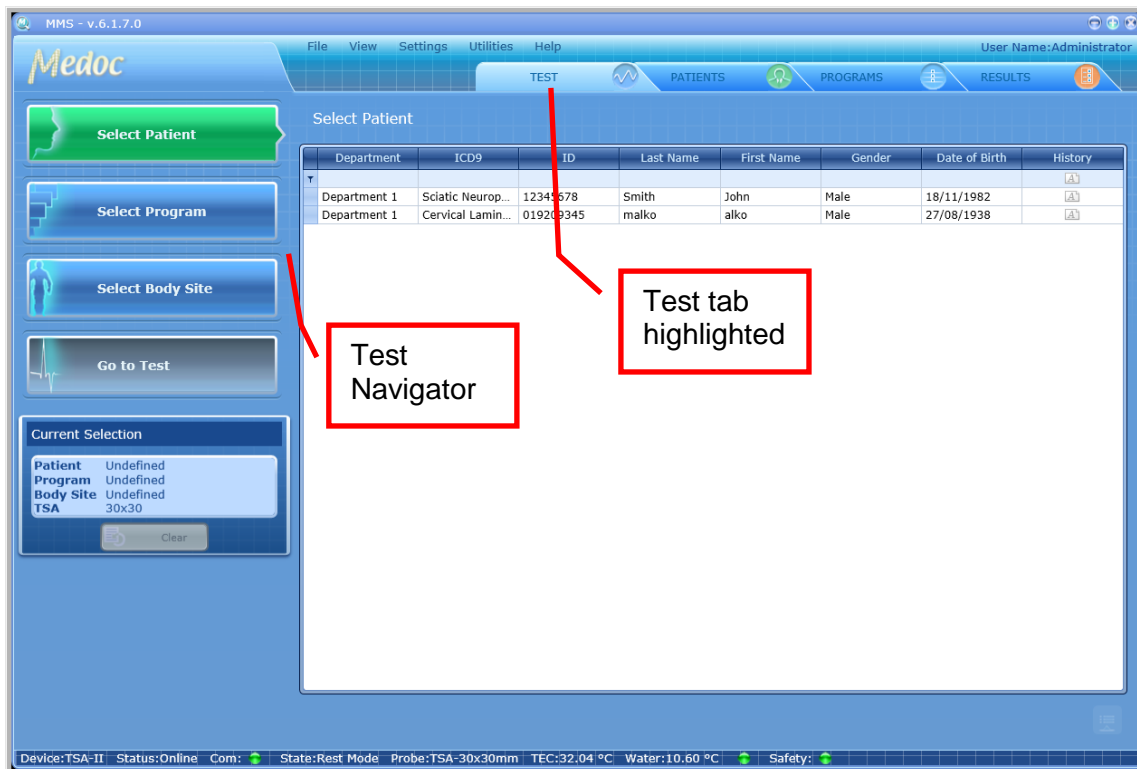 MMS - v.6.1.7.0
Medoc
File View Settings Utilities Help
User Name:Administrator
TEST PATIENTS PROGRAMS RESULTS
Select Patient
Select Program
Select Body Site
Go to Test
Current Selection
Patient Undefined
Program Undefined
Body Site Undefined
TSA 30x30
Clear
Select Patient
Department ICD9 ID Last Name First Name Gender Date of Birth History
Department 1 Sciatic Neurop... 12345678 Smith John Male 18/11/1982
Department 1 Cervical Lamin... 019209345 malko alko Male 27/08/1938
Test tab
highlighted
Test
Navigator
Device:TSA-II Status:Online Com: State:Rest Mode Probe:TSA-30x30mm TEC:32.04 °C Water:10.60 °C Safety: